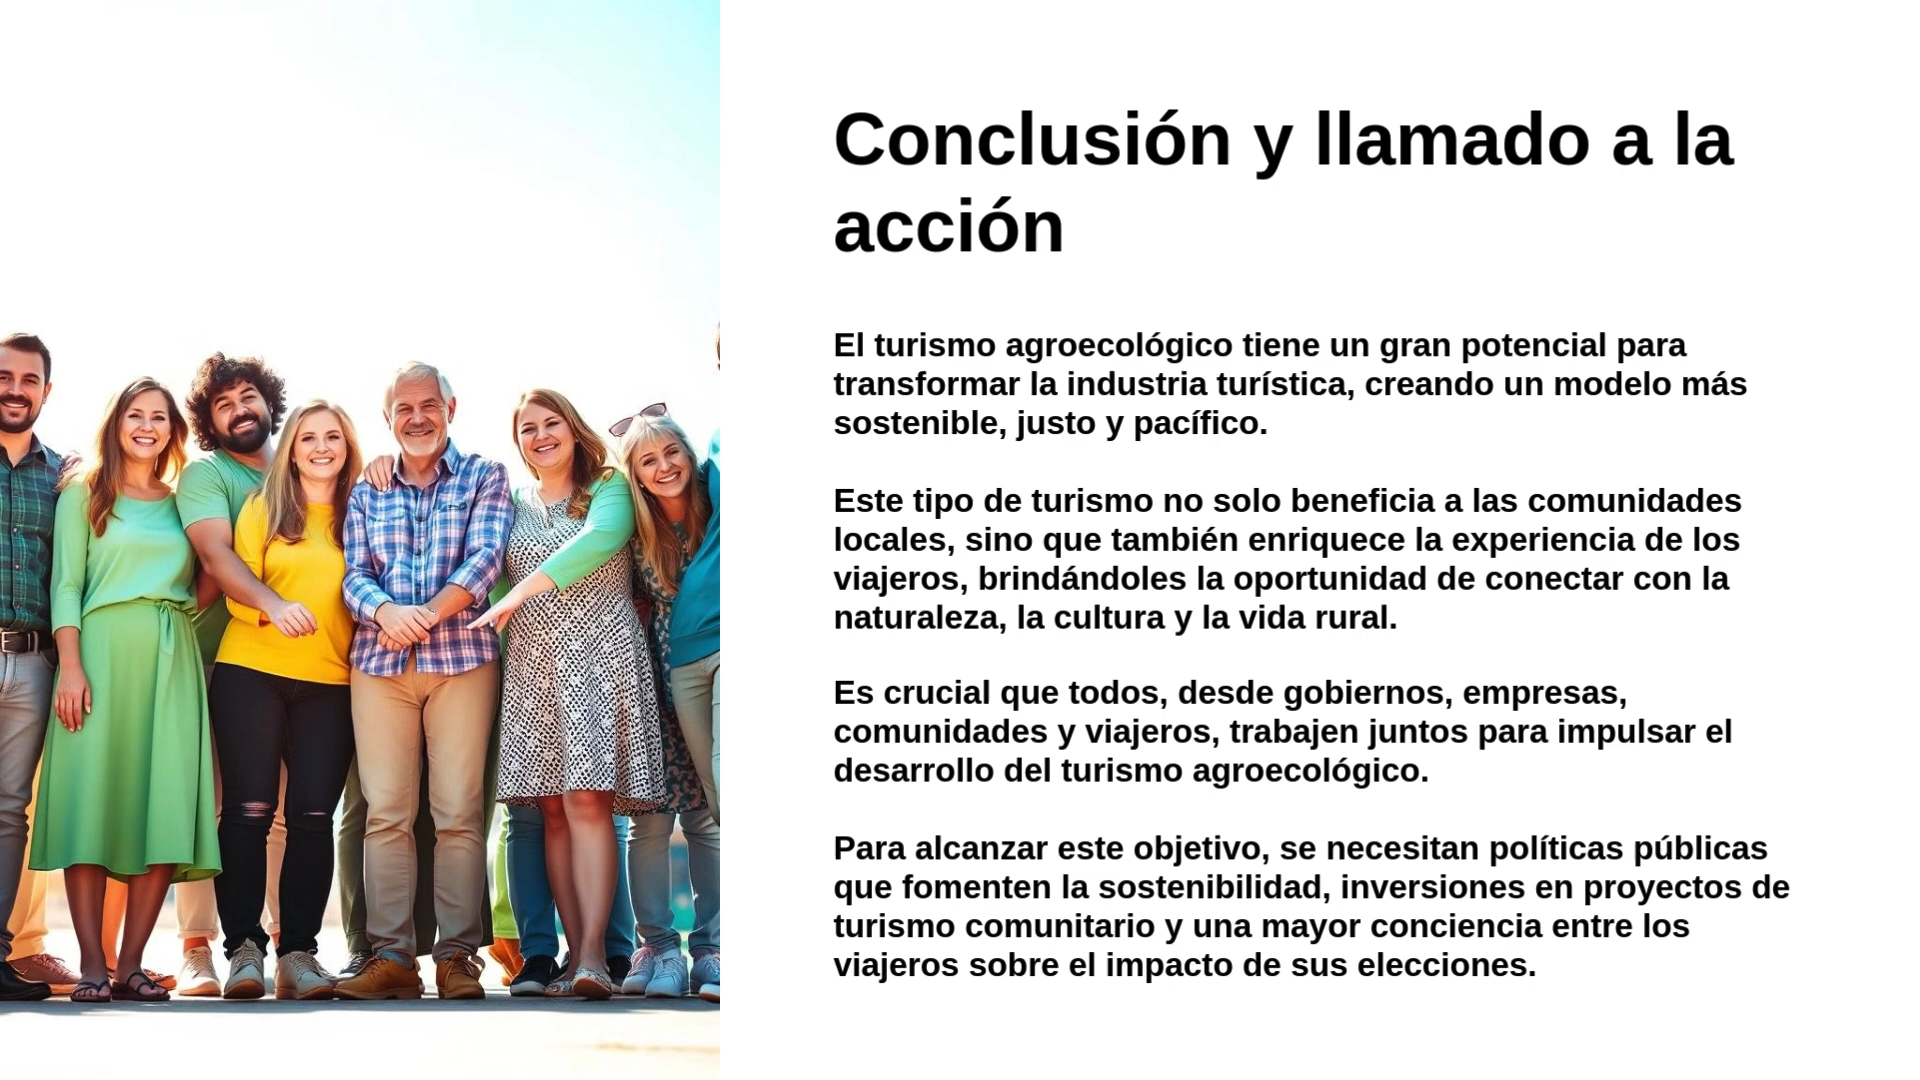 Conclusión y llamado a la
acción
El turismo agroecológico tiene un gran potencial para
transformar la industria turística, creando un modelo más
sostenible, justo y pacífico.
Este tipo de turismo no solo beneficia a las comunidades
locales, sino que también enriquece la experiencia de los
viajeros, brindándoles la oportunidad de conectar con la
naturaleza, la cultura y la vida rural.
Es crucial que todos, desde gobiernos, empresas,
comunidades y viajeros, trabajen juntos para impulsar el
desarrollo del turismo agroecológico.
Para alcanzar este objetivo, se necesitan políticas públicas
que fomenten la sostenibilidad, inversiones en proyectos de
turismo comunitario y una mayor conciencia entre los
viajeros sobre el impacto de sus elecciones.